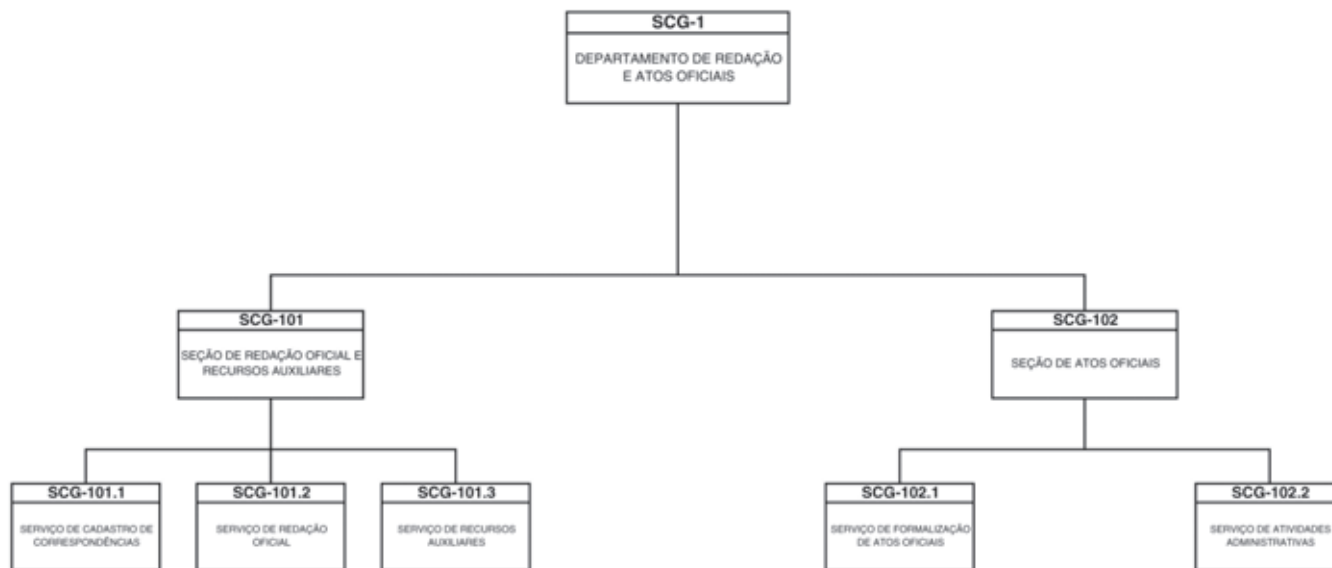 SCG-1
DEPARTAMENTO DE REDAÇÃO
E ATOS OFICIAIS
SCG-101
SEÇÃO DE REDAÇÃO OFICIAL E
RECURSOS AUXILIARES
SCG-102
SEÇÃO DE ATOS OFICIAIS
SCG-101.1
SERVIÇO DE CADASTRO DE
CORRESPONDÊNCIAS
SCG-101.2
SERVIÇO DE REDAÇÃO
OFICIAL
SCG-101.3
SERVIÇO DE RECURSOS
AUXILIARES
SCG-102.1
SERVIÇO DE FORMALIZAÇÃO
DE ATOS OFICIAIS
SCG-102.2
SERVIÇO DE ATIVIDADES
ADMINISTRATIVAS